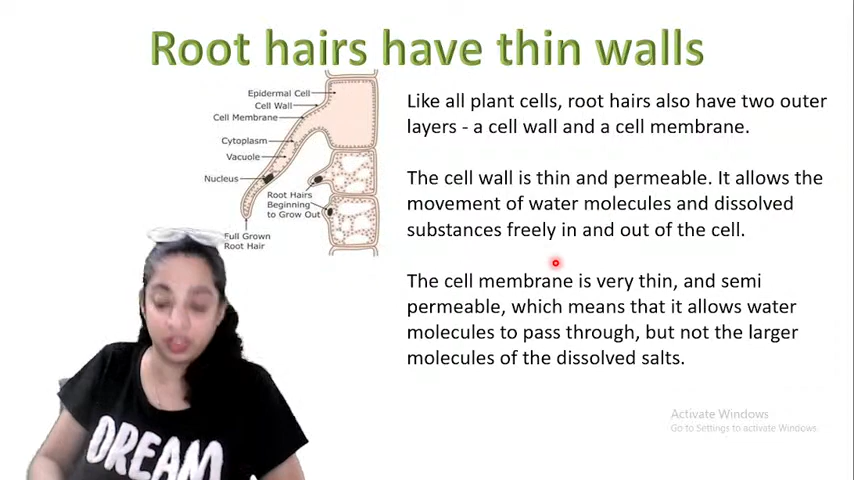 Root hairs have thin walls
Epidermal Cell
Cell Wall
Cell Membrane
Cytoplasm
Vacuole
Nucleus
Root Hairs
Beginning
to Grow Out
Full Grown
Root Hair
Like all plant cells, root hairs also have two outer
layers - a cell wall and a cell membrane.
The cell wall is thin and permeable. It allows the
movement of water molecules and dissolved
substances freely in and out of the cell.
The cell membrane is very thin, and semi
permeable, which means that it allows water
molecules to pass through, but not the larger
molecules of the dissolved salts.
DREAM
Activate Windows
Go to Settings to activate Windows.